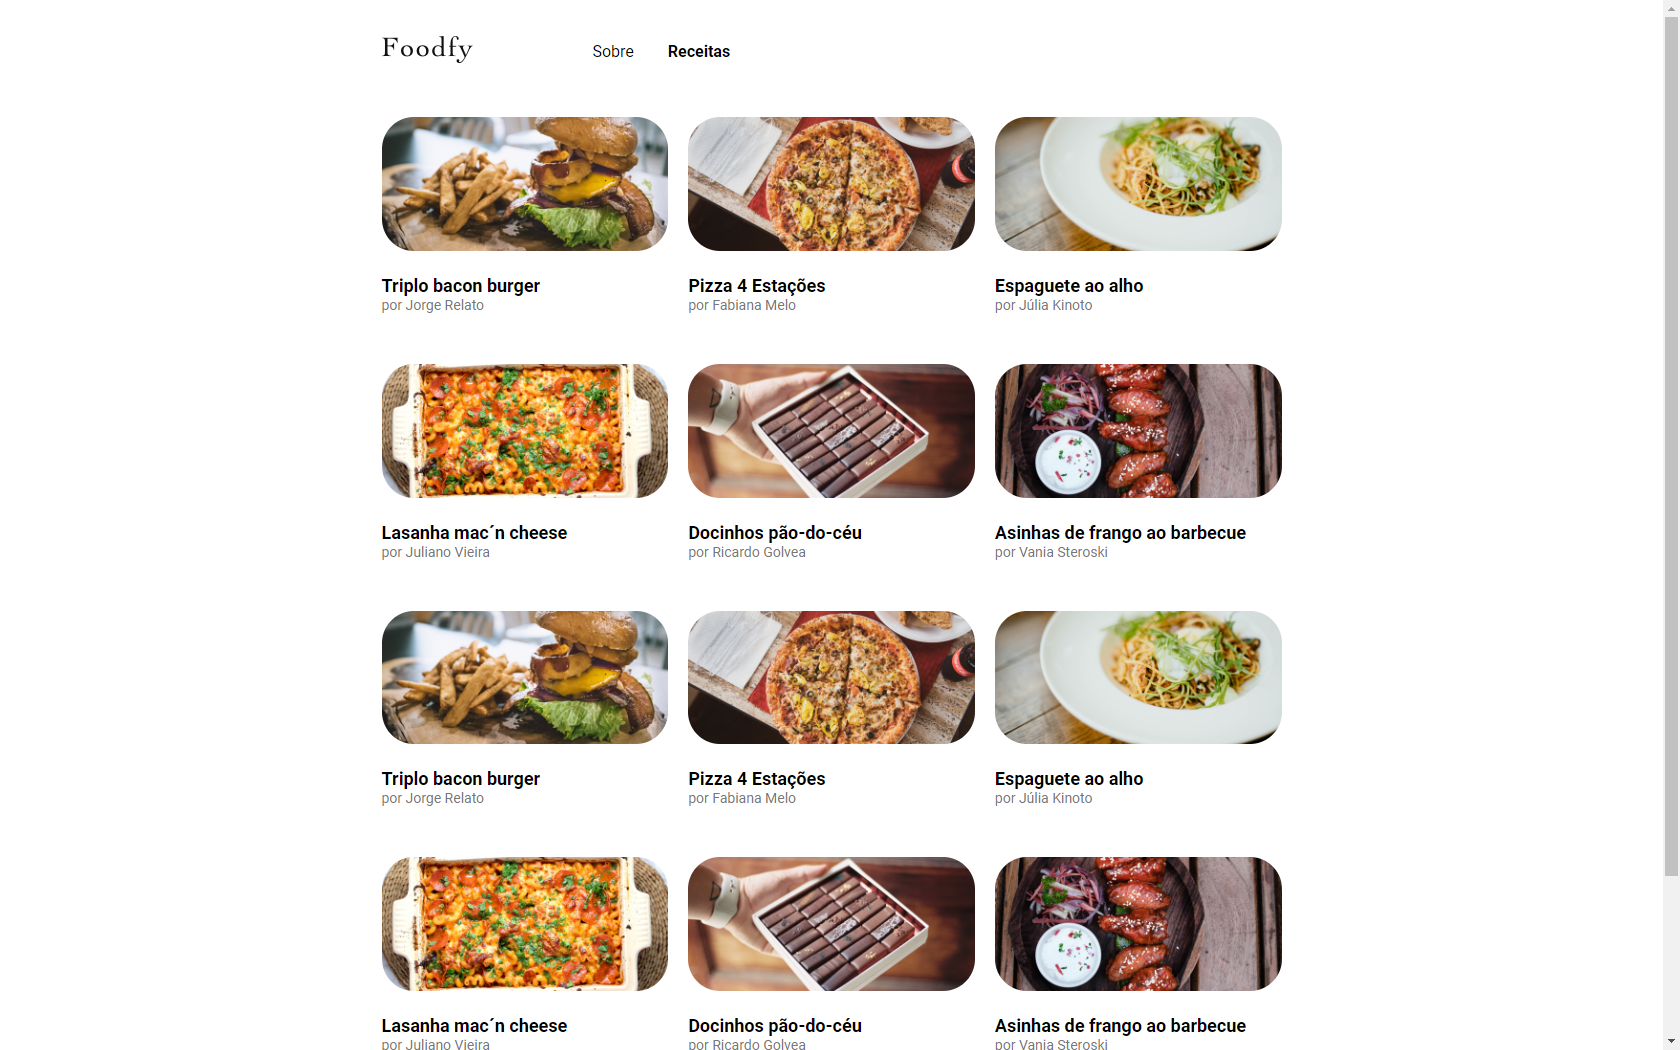 Foodfy
Sobre
Receitas
Triplo bacon burger
por Jorge Relato
Pizza 4 Estações
por Fabiana Melo
Espaguete ao alho
por Júlia Kinoto
Lasanha mac´n cheese
por Juliano Vieira
Docinhos pão-do-céu
por Ricardo Golvea
Asinhas de frango ao barbecue
por Vania Steroski
Triplo bacon burger
por Jorge Relato
Pizza 4 Estações
por Fabiana Melo
Espaguete ao alho
por Júlia Kinoto
Lasanha mac´n cheese
por Juliano Vieira
Docinhos pão-do-céu
por Ricardo Golvea
Asinhas de frango ao barbecue
por Vania Steroski